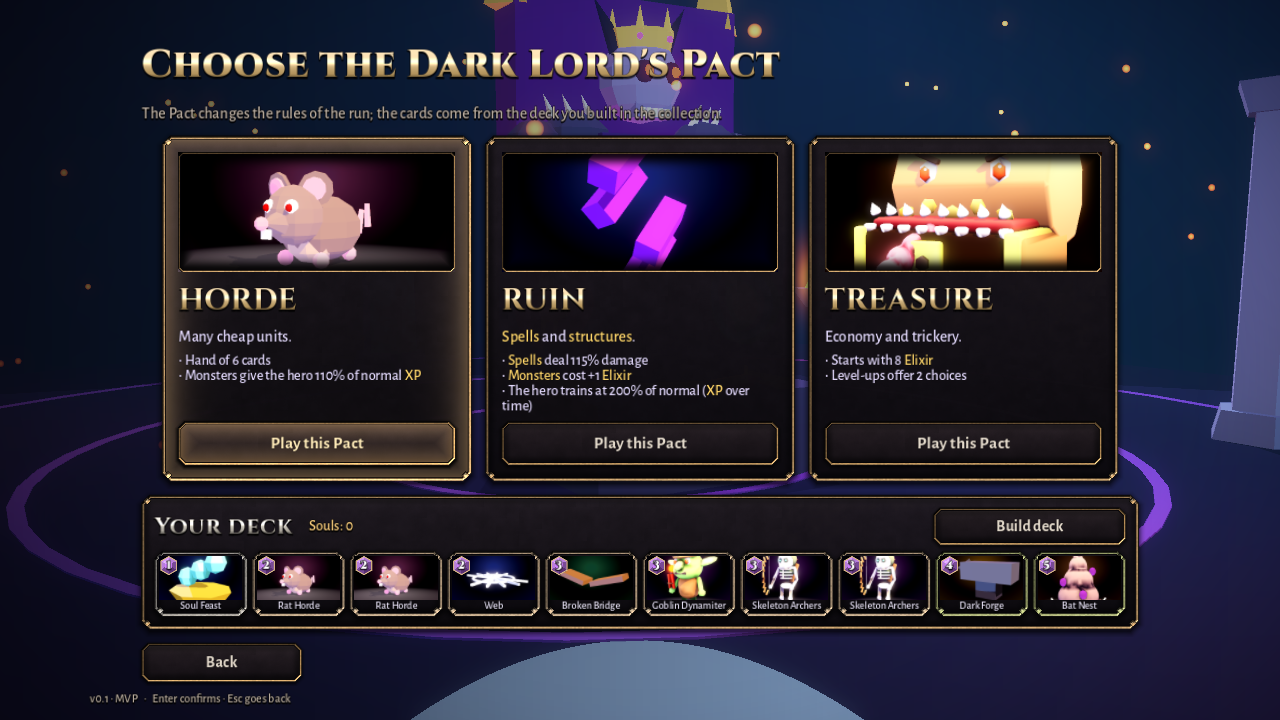 Choose the Dark Lord's Pact
The Pact changes the rules of the run; the cards come from the deck you built in the collection.
HORDE
Many cheap units.
· Hand of 6 cards
· Monsters give the hero 110% of normal XP
Play this Pact
RUIN
Spells and structures.
· Spells deal 115% damage
· Monsters cost +1 Elixir
· The hero trains at 200% of normal (XP over
time)
Play this Pact
TREASURE
Economy and trickery.
· Starts with 8 Elixir
· Level-ups offer 2 choices
Play this Pact
Your deck
Souls: 0
Build deck
1
Soul Feast
2
Rat Horde
2
Rat Horde
2
Web
3
Broken Bridge
3
Goblin Dynamiter
3
Skeleton Archers
3
Skeleton Archers
4
Dark Forge
5
Bat Nest
Back
v0.1 · MVP · Enter confirms · Esc goes back